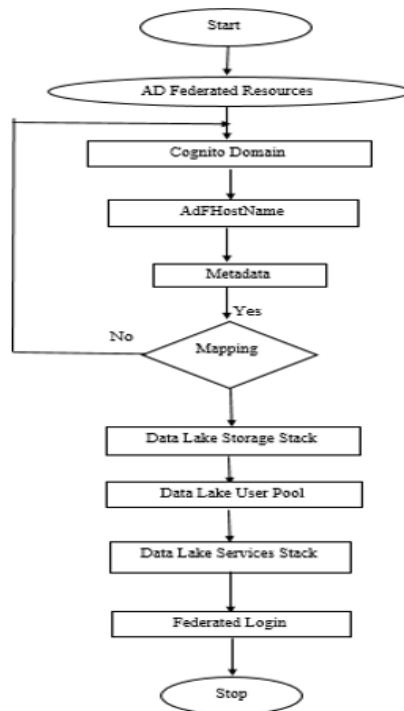 Start
AD Federated Resources
Cognito Domain
AdFHostName
Metadata
Yes
No
Mapping
Data Lake Storage Stack
Data Lake User Pool
Data Lake Services Stack
Federated Login
Stop